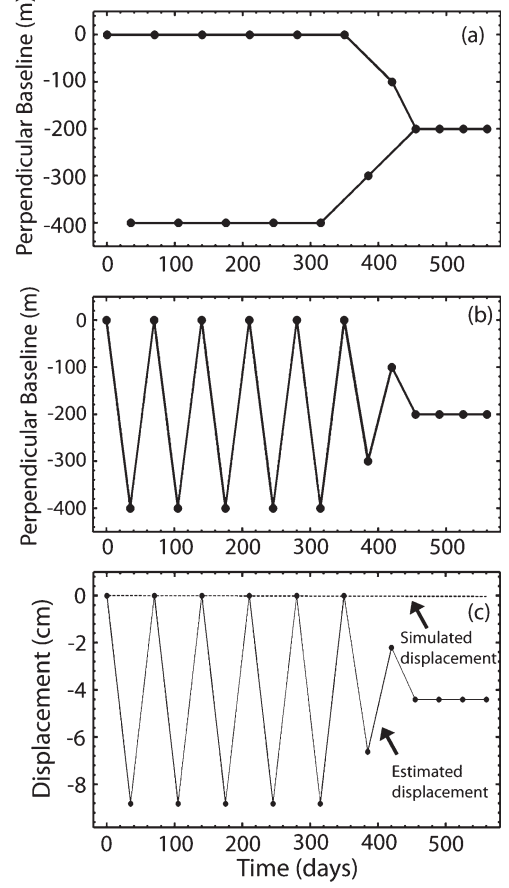 Perpendicular Baseline (m)
(a)
0
-100
-200
-300
-400
0 100 200 300 400 500
Perpendicular Baseline (m)
(b)
0
-100
-200
-300
-400
0 100 200 300 400 500
Displacement (cm)
(c)
0
-2
-4
-6
-8
Simulated
displacement
Estimated
displacement
0 100 200 300 400 500
Time (days)